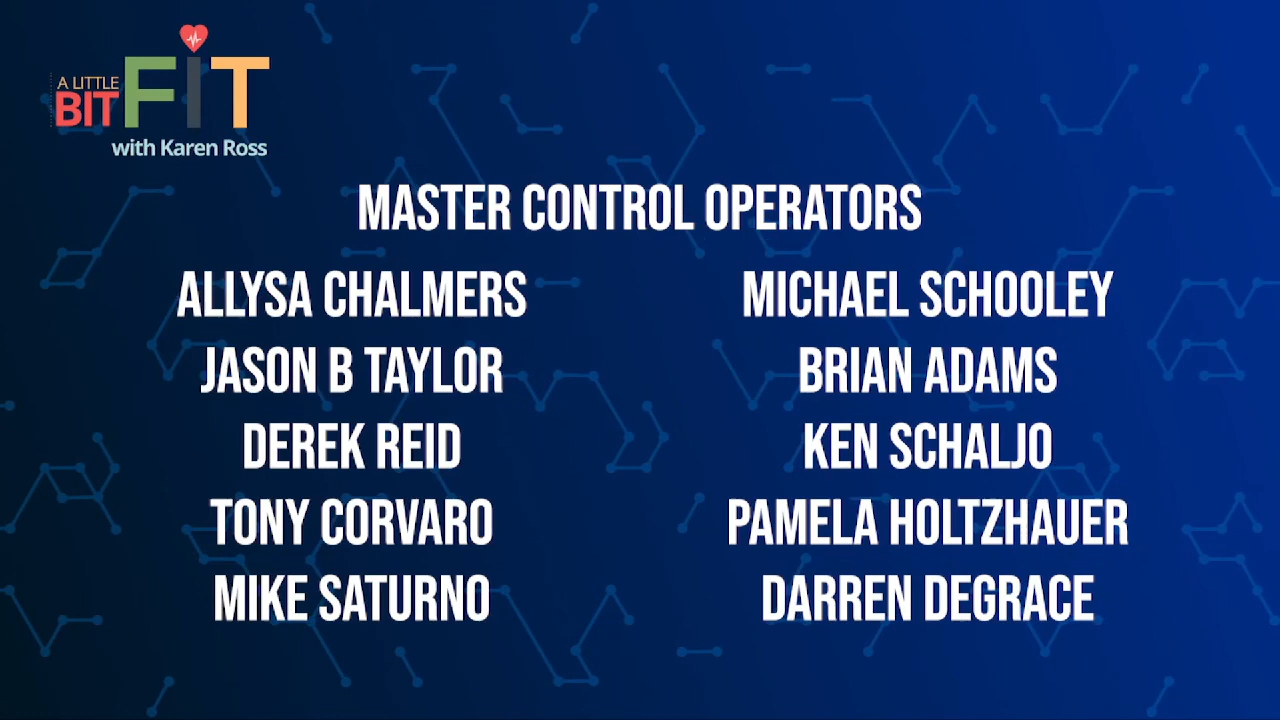 A LITTLE
BIT FiT
with Karen Ross
MASTER CONTROL OPERATORS
ALLYSA CHALMERS
JASON B TAYLOR
DEREK REID
TONY CORVARO
MIKE SATURNO
MICHAEL SCHOOLEY
BRIAN ADAMS
KEN SCHALJO
PAMELA HOLTZHAUER
DARREN DEGRACE